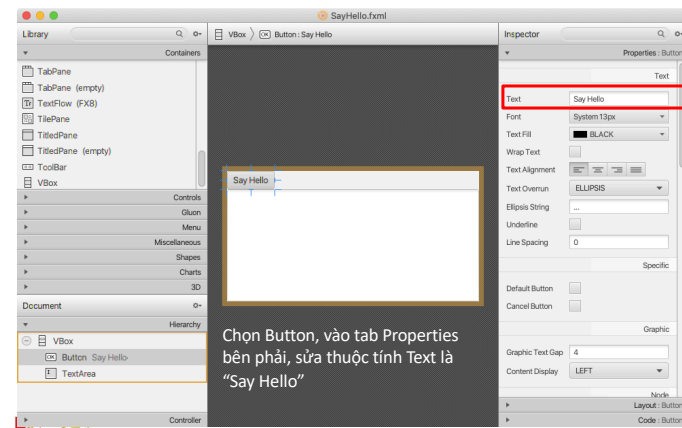 SayHello.fxml
Library
VBox
Button : Say Hello
Inspector
Containers
TabPane
TabPane (empty)
TextFlow (FX8)
TilePane
TitledPane
TitledPane (empty)
ToolBar
VBox
Controls
Gluon
Menu
Miscellaneous
Shapes
Charts
3D
Document
Hierarchy
VBox
OK Button Say Hello
TextArea
Controller
Say Hello
Chọn Button, vào tab Properties
bên phải, sửa thuộc tính Text là
“Say Hello”
Properties : Button
Text
Text Say Hello
Font System 13px
Text Fill BLACK
Wrap Text
Text Alignment
Text Overrun ELLIPSIS
Ellipsis String ...
Underline
Line Spacing 0
Specific
Default Button
Cancel Button
Graphic
Graphic Text Gap 4
Content Display LEFT
Node
Layout : Button
Code : Button